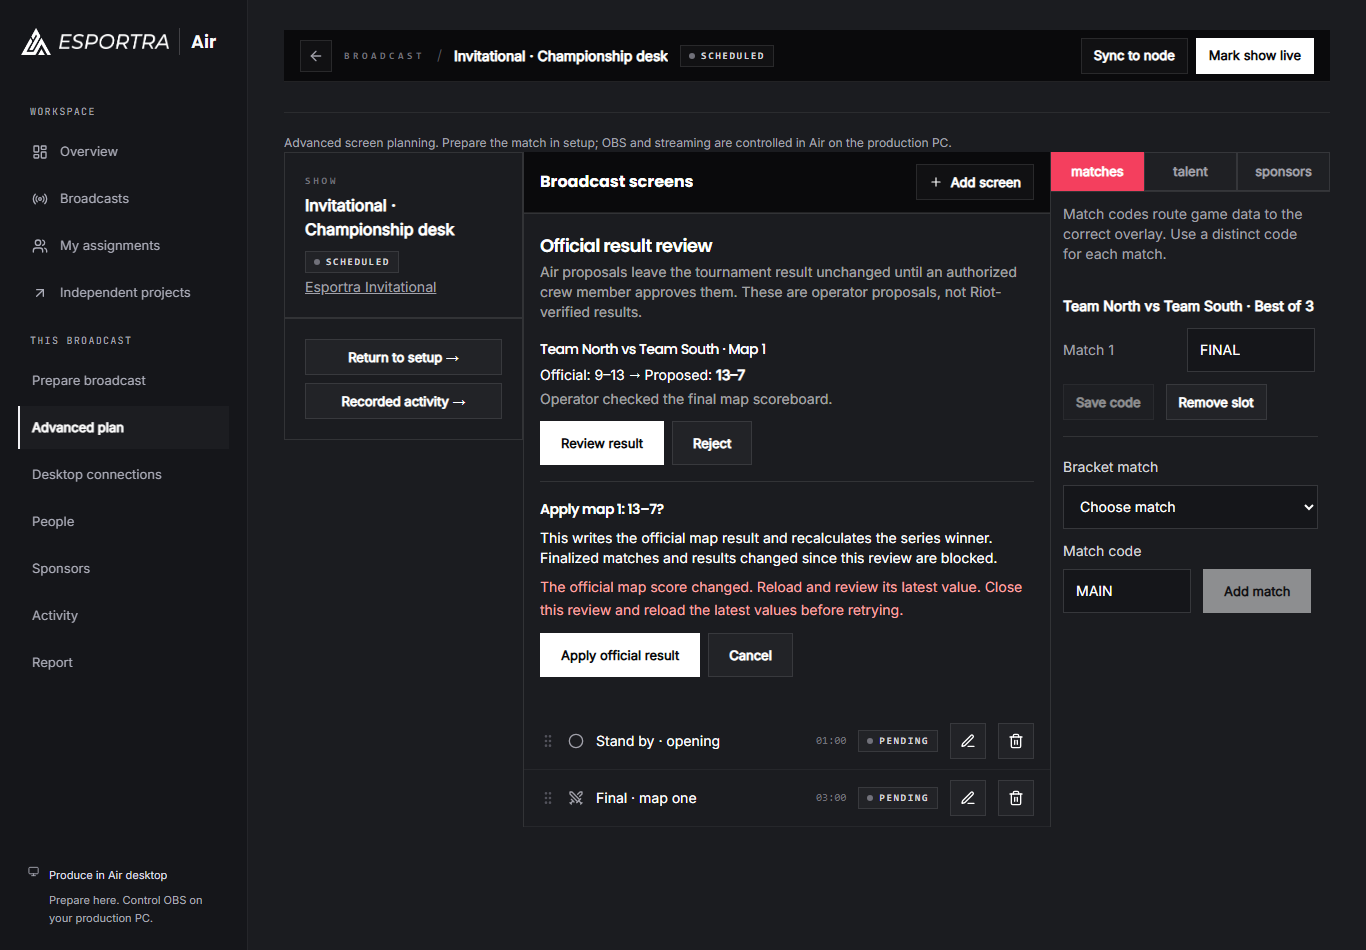 ESPORTRA Air
WORKSPACE
Overview
Broadcasts
My assignments
Independent projects
THIS BROADCAST
Prepare broadcast
Advanced plan
Desktop connections
People
Sponsors
Activity
Report
Produce in Air desktop
Prepare here. Control OBS on
your production PC.
BROADCAST / Invitational · Championship desk SCHEDULED
Sync to node
Mark show live
Advanced screen planning. Prepare the match in setup; OBS and streaming are controlled in Air on the production PC.
SHOW
Invitational ·
Championship desk
SCHEDULED
Esportra Invitational
Return to setup →
Recorded activity →
Broadcast screens
+ Add screen
Official result review
Air proposals leave the tournament result unchanged until an authorized
crew member approves them. These are operator proposals, not Riot-
verified results.
Team North vs Team South · Map 1
Official: 9–13 → Proposed: 13–7
Operator checked the final map scoreboard.
Review result
Reject
Apply map 1: 13–7?
This writes the official map result and recalculates the series winner.
Finalized matches and results changed since this review are blocked.
The official map score changed. Reload and review its latest value. Close
this review and reload the latest values before retrying.
Apply official result
Cancel
Stand by · opening 01:00 PENDING
Final · map one 03:00 PENDING
matches talent sponsors
Match codes route game data to the
correct overlay. Use a distinct code
for each match.
Team North vs Team South · Best of 3
Match 1 FINAL
Save code
Remove slot
Bracket match
Choose match
Match code
MAIN
Add match